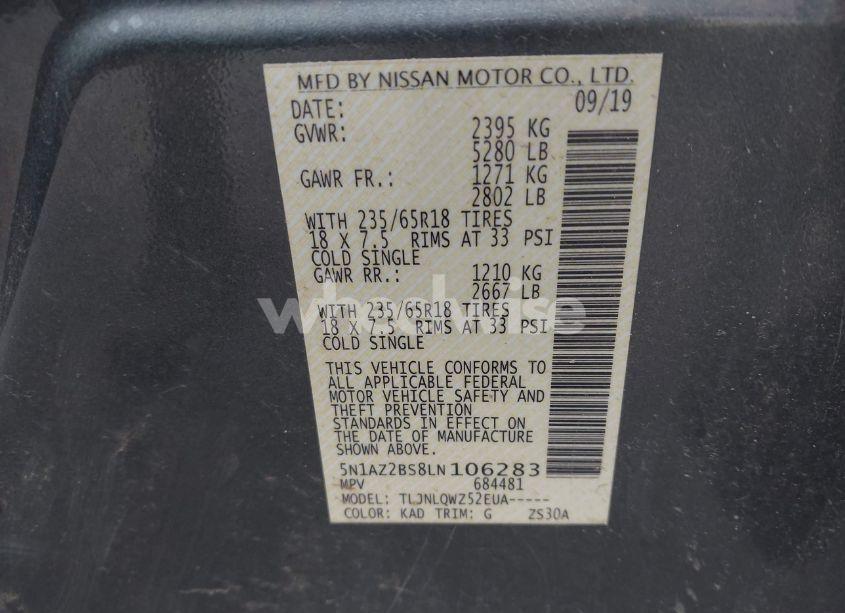 MFD BY NISSAN MOTOR CO., LTD.
DATE: 09/19
GVWR: 2395 KG
5280 LB
GAWR FR.: 1271 KG
2802 LB
WITH 235/65R18 TIRES
18 X 7.5 RIMS AT 33 PSI
COLD SINGLE
GAWR RR.: 1210 KG
2667 LB
wheelwise
WITH 235/65R18 TIRES
18 X 7.5 RIMS AT 33 PSI
COLD SINGLE
THIS VEHICLE CONFORMS TO
ALL APPLICABLE FEDERAL
MOTOR VEHICLE SAFETY AND
THEFT PREVENTION
STANDARDS IN EFFECT ON
THE DATE OF MANUFACTURE
SHOWN ABOVE.
5N1AZ2BS8LN106283
MPV 684481
MODEL: TLJNLQWZ52EUA-----
COLOR: KAD TRIM: G ZS30A